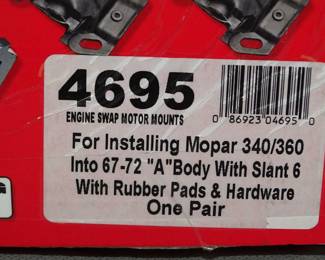 4695
ENGINE SWAP MOTOR MOUNTS
0 86923 04695 0
For Installing Mopar 340/360
Into 67-72 "A"Body With Slant 6
With Rubber Pads & Hardware
One Pair